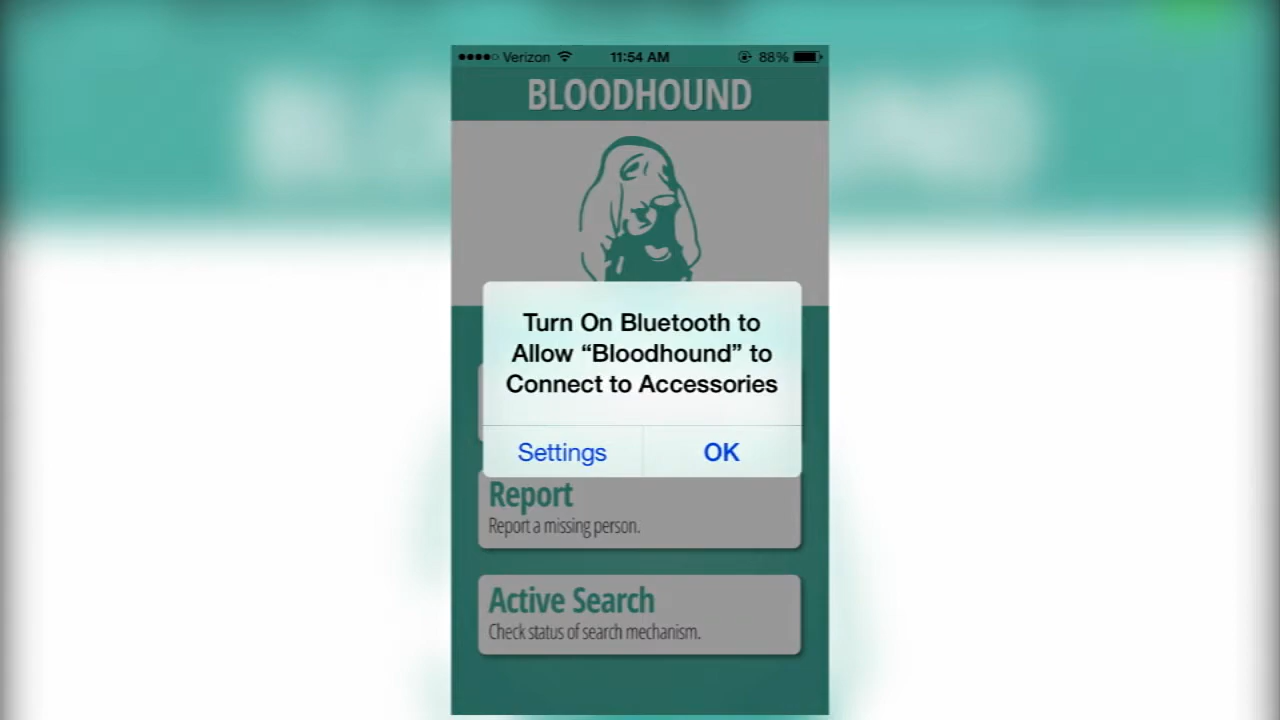 Verizon 11:54 AM 88%
BLOODHOUND
Turn On Bluetooth to
Allow “Bloodhound” to
Connect to Accessories
Settings OK
Report
Report a missing person.
Active Search
Check status of search mechanism.